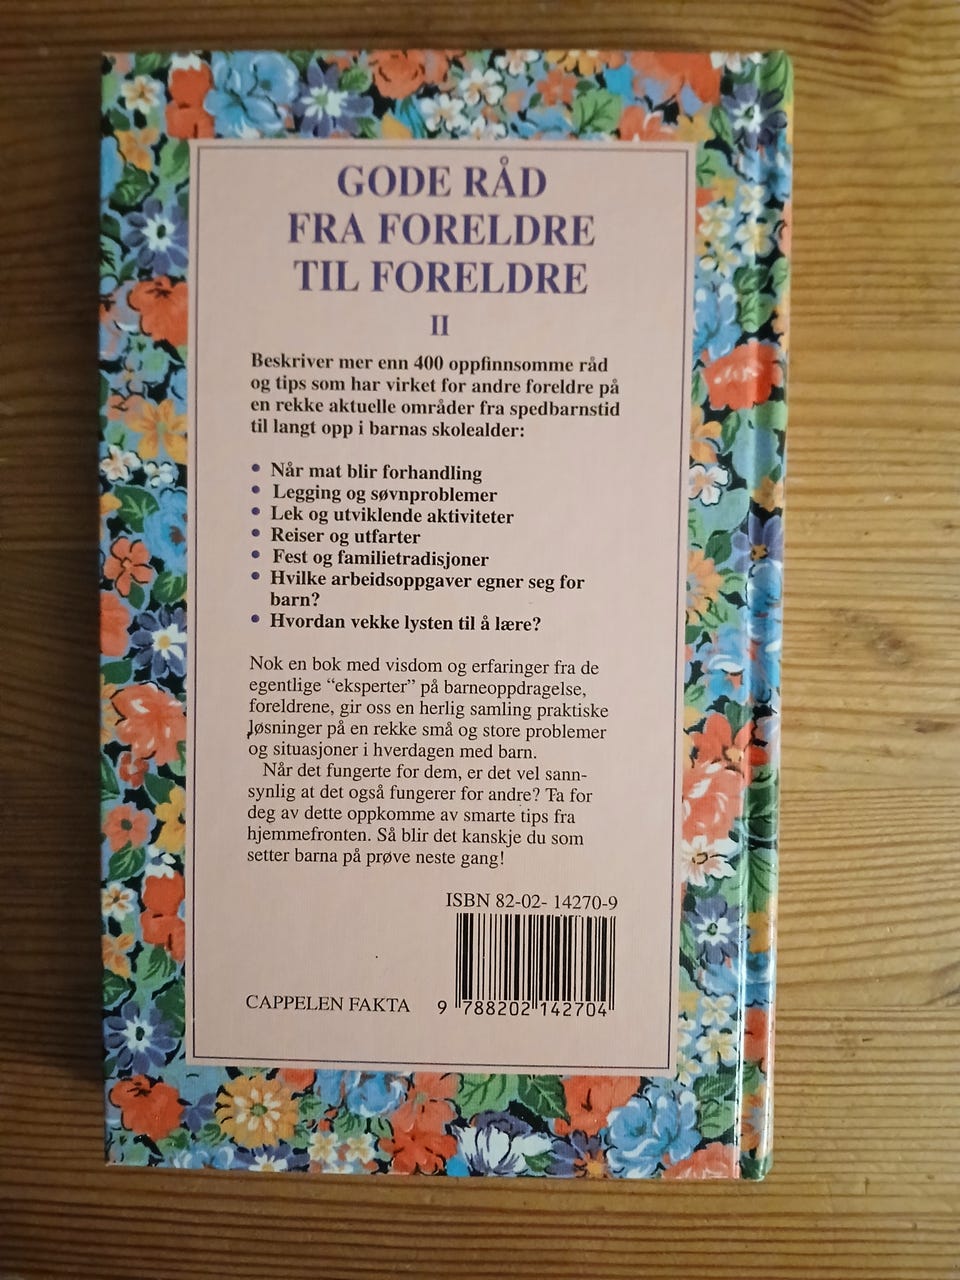 GODE RÅD
FRA FORELDRE
TIL FORELDRE
II
Beskriver mer enn 400 oppfinnsomme råd
og tips som har virket for andre foreldre på
en rekke aktuelle områder fra spedbarnstid
til langt opp i barnas skolealder:
• Når mat blir forhandling
• Legging og søvnproblemer
• Lek og utviklende aktiviteter
• Reiser og utfarter
• Fest og familietradisjoner
• Hvilke arbeidsoppgaver egner seg for
barn?
• Hvordan vekke lysten til å lære?
Nok en bok med visdom og erfaringer fra de
egentlige “eksperter” på barneoppdragelse,
foreldrene, gir oss en herlig samling praktiske
løsninger på en rekke små og store problemer
og situasjoner i hverdagen med barn.
Når det fungerte for dem, er det vel sann-
synlig at det også fungerer for andre? Ta for
deg av dette oppkomme av smarte tips fra
hjemmefronten. Så blir det kanskje du som
setter barna på prøve neste gang!
ISBN 82-02- 14270-9
CAPPELEN FAKTA
9 788202 142704